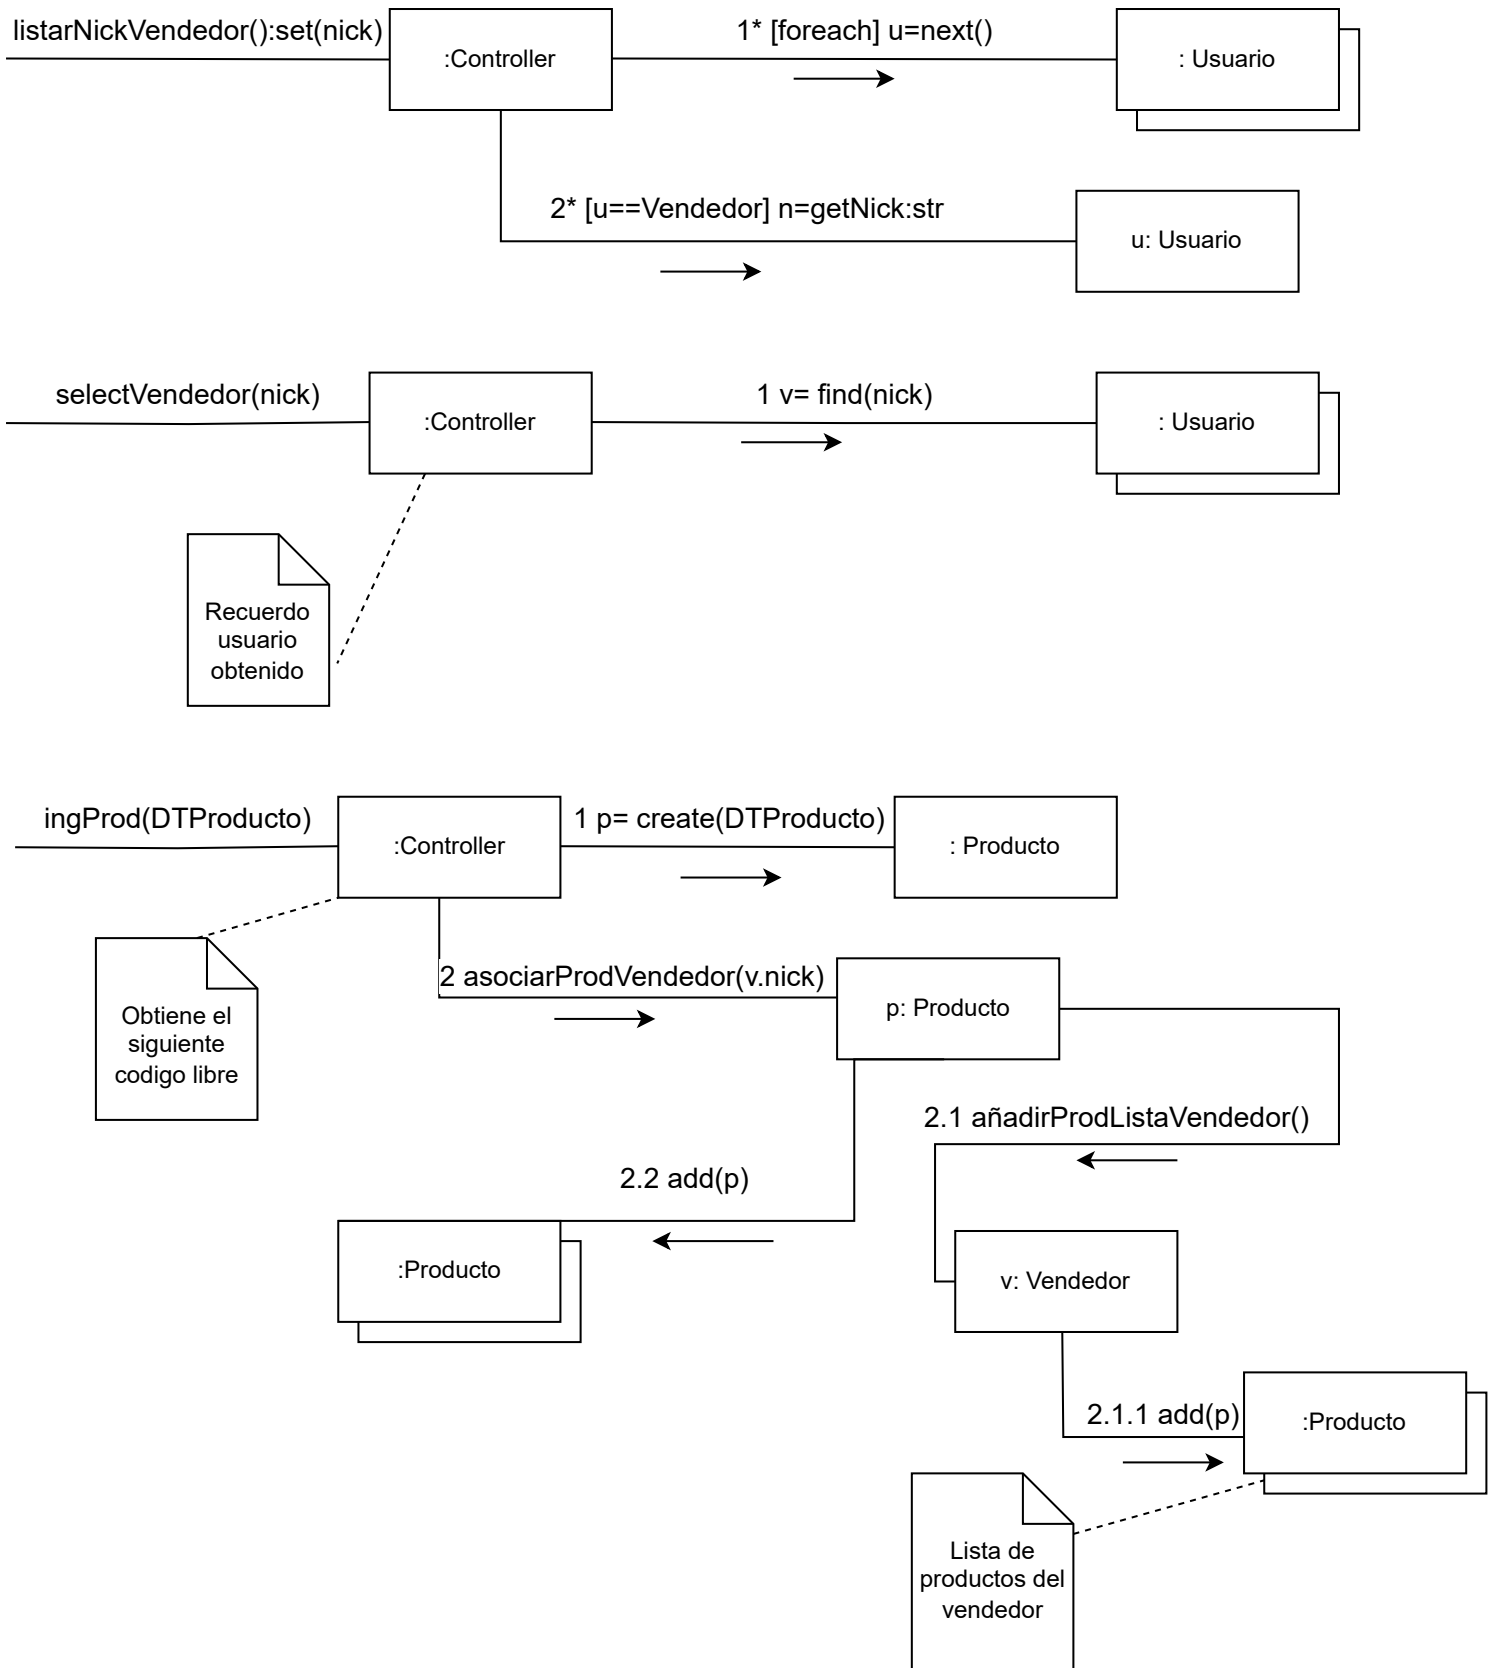 listarNickVendedor():set(nick)
:Controller
1* [foreach] u=next()
: Usuario
2* [u==Vendedor] n=getNick:str
u: Usuario
selectVendedor(nick)
:Controller
1 v= find(nick)
: Usuario
Recuerdo
usuario
obtenido
ingProd(DTProducto)
:Controller
1 p= create(DTProducto)
: Producto
Obtiene el
siguiente
codigo libre
2 asociarProdVendedor(v.nick)
p: Producto
2.1 añadirProdListaVendedor()
2.2 add(p)
:Producto
v: Vendedor
2.1.1 add(p)
:Producto
Lista de
productos del
vendedor